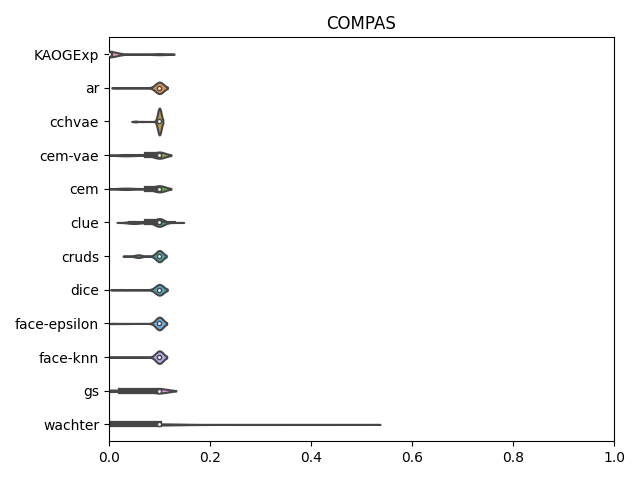 COMPAS
KAOGExp
ar
cchvae
cem-vae
cem
clue
cruds
dice
face-epsilon
face-knn
gs
wachter
0.0 0.2 0.4 0.6 0.8 1.0